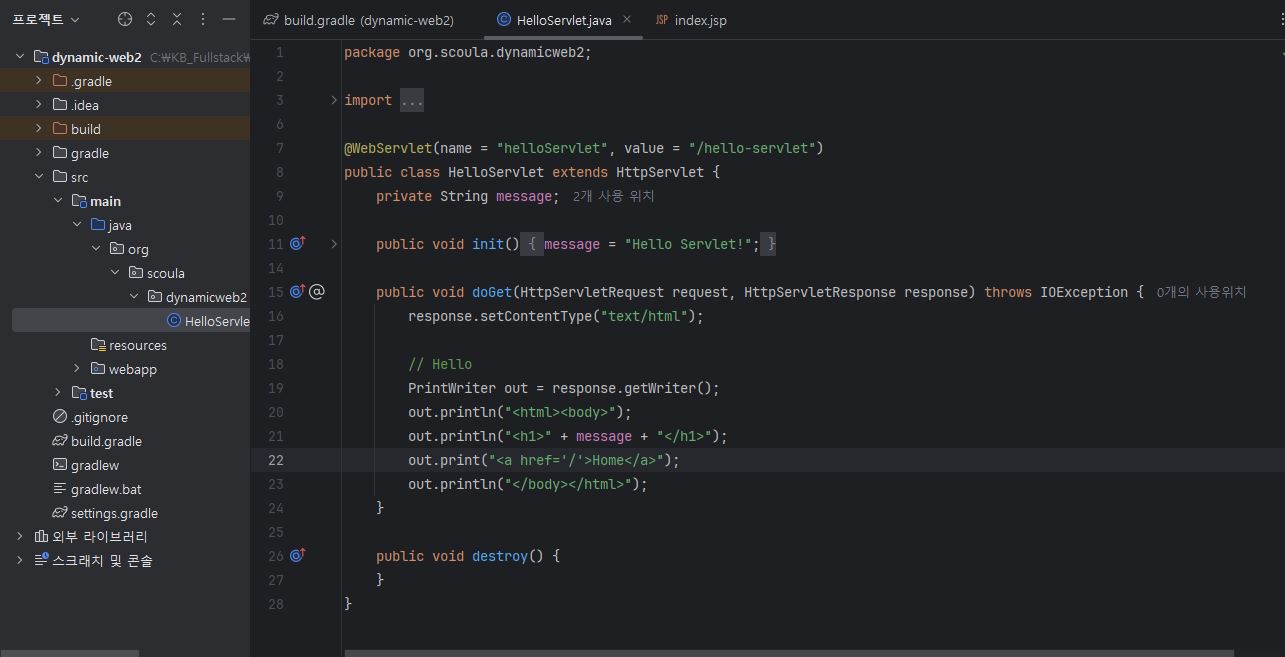 프로젝트
dynamic-web2 C:₩KB_Fullstack₩
.gradle
.idea
build
gradle
src
main
java
org
scoula
dynamicweb2
HelloServle
resources
webapp
test
.gitignore
build.gradle
gradlew
gradlew.bat
settings.gradle
외부 라이브러리
스크래치 및 콘솔
build.gradle (dynamic-web2) HelloServlet.java JSP index.jsp
1 package org.scoula.dynamicweb2;
2
3 import ...
6
7 @WebServlet(name = "helloServlet", value = "/hello-servlet")
8 public class HelloServlet extends HttpServlet {
9 private String message; 2개 사용 위치
10
11 public void init() { message = "Hello Servlet!"; }
14
15 public void doGet(HttpServletRequest request, HttpServletResponse response) throws IOException { 0개의 사용위치
16 response.setContentType("text/html");
17
18 // Hello
19 PrintWriter out = response.getWriter();
20 out.println("<html><body>");
21 out.println("<h1>" + message + "</h1>");
22 out.print("<a href='/'>Home</a>");
23 out.println("</body></html>");
24 }
25
26 public void destroy() {
27 }
28 }